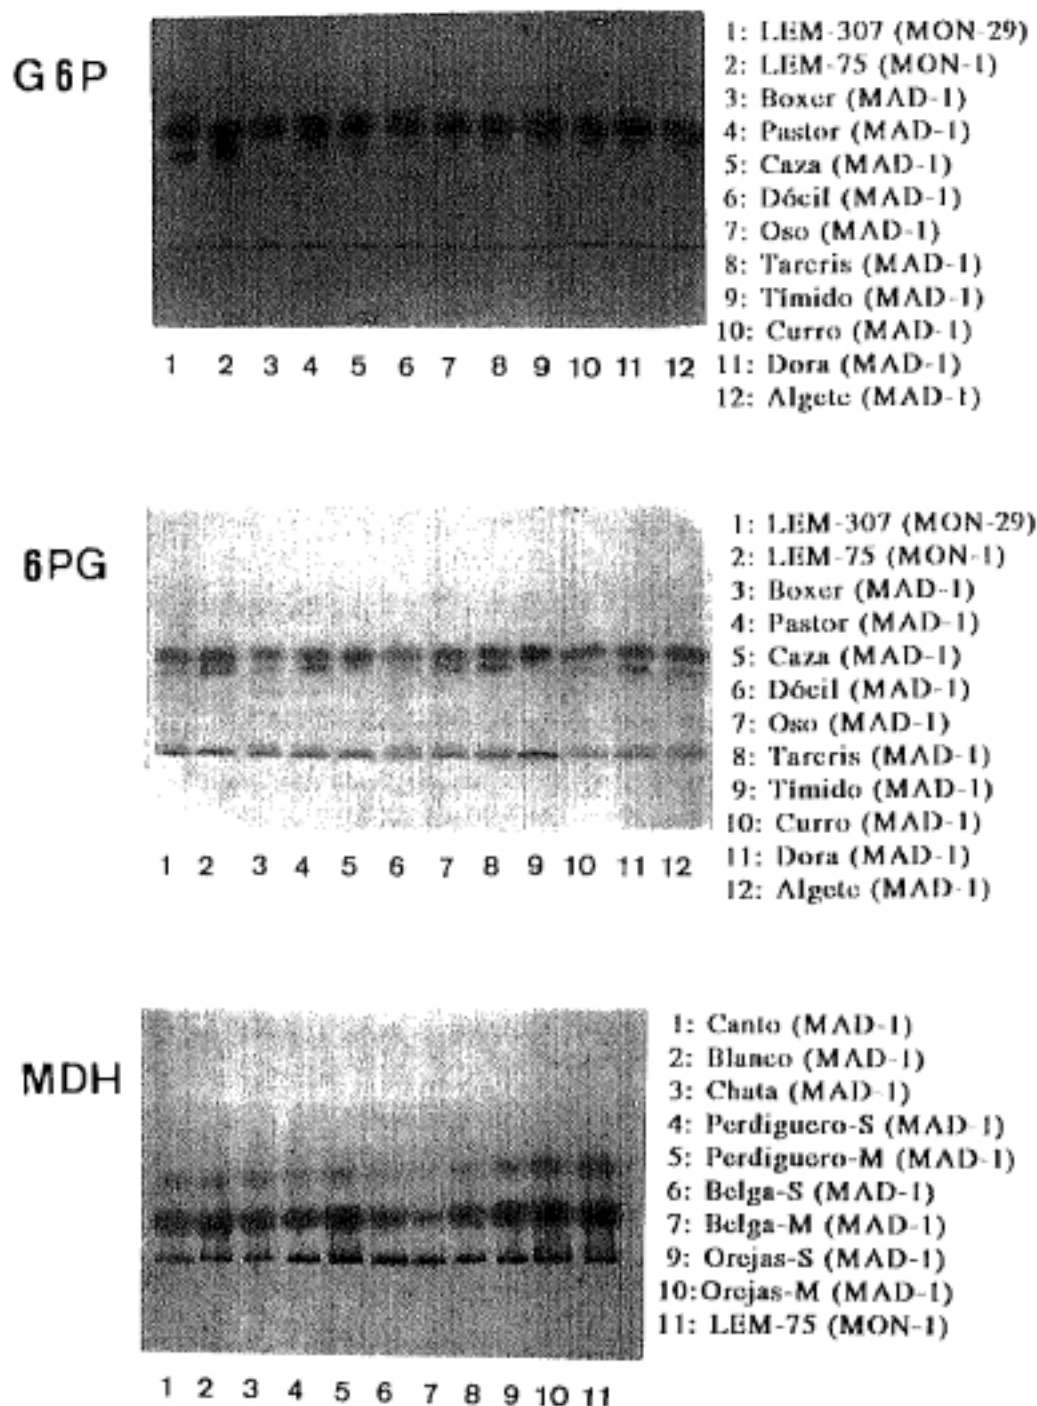 G6P
1: LEM-307 (MON-29)
2: LEM-75 (MON-1)
3: Boxer (MAD-1)
4: Pastor (MAD-1)
5: Caza (MAD-1)
6: Dócil (MAD-1)
7: Oso (MAD-1)
8: Tarcris (MAD-1)
9: Tímido (MAD-1)
10: Curro (MAD-1)
11: Dora (MAD-1)
12: Algete (MAD-1)
1 2 3 4 5 6 7 8 9 10 11 12
6PG
1: LEM-307 (MON-29)
2: LEM-75 (MON-1)
3: Boxer (MAD-1)
4: Pastor (MAD-1)
5: Caza (MAD-1)
6: Dócil (MAD-1)
7: Oso (MAD-1)
8: Tarcris (MAD-1)
9: Tímido (MAD-1)
10: Curro (MAD-1)
11: Dora (MAD-1)
12: Algete (MAD-1)
1 2 3 4 5 6 7 8 9 10 11 12
MDH
1: Canto (MAD-1)
2: Blanco (MAD-1)
3: Chata (MAD-1)
4: Perdiguero-S (MAD-1)
5: Perdiguero-M (MAD-1)
6: Belga-S (MAD-1)
7: Belga-M (MAD-1)
9: Orejas-S (MAD-1)
10:Orejas-M (MAD-1)
11: LEM-75 (MON-1)
1 2 3 4 5 6 7 8 9 10 11